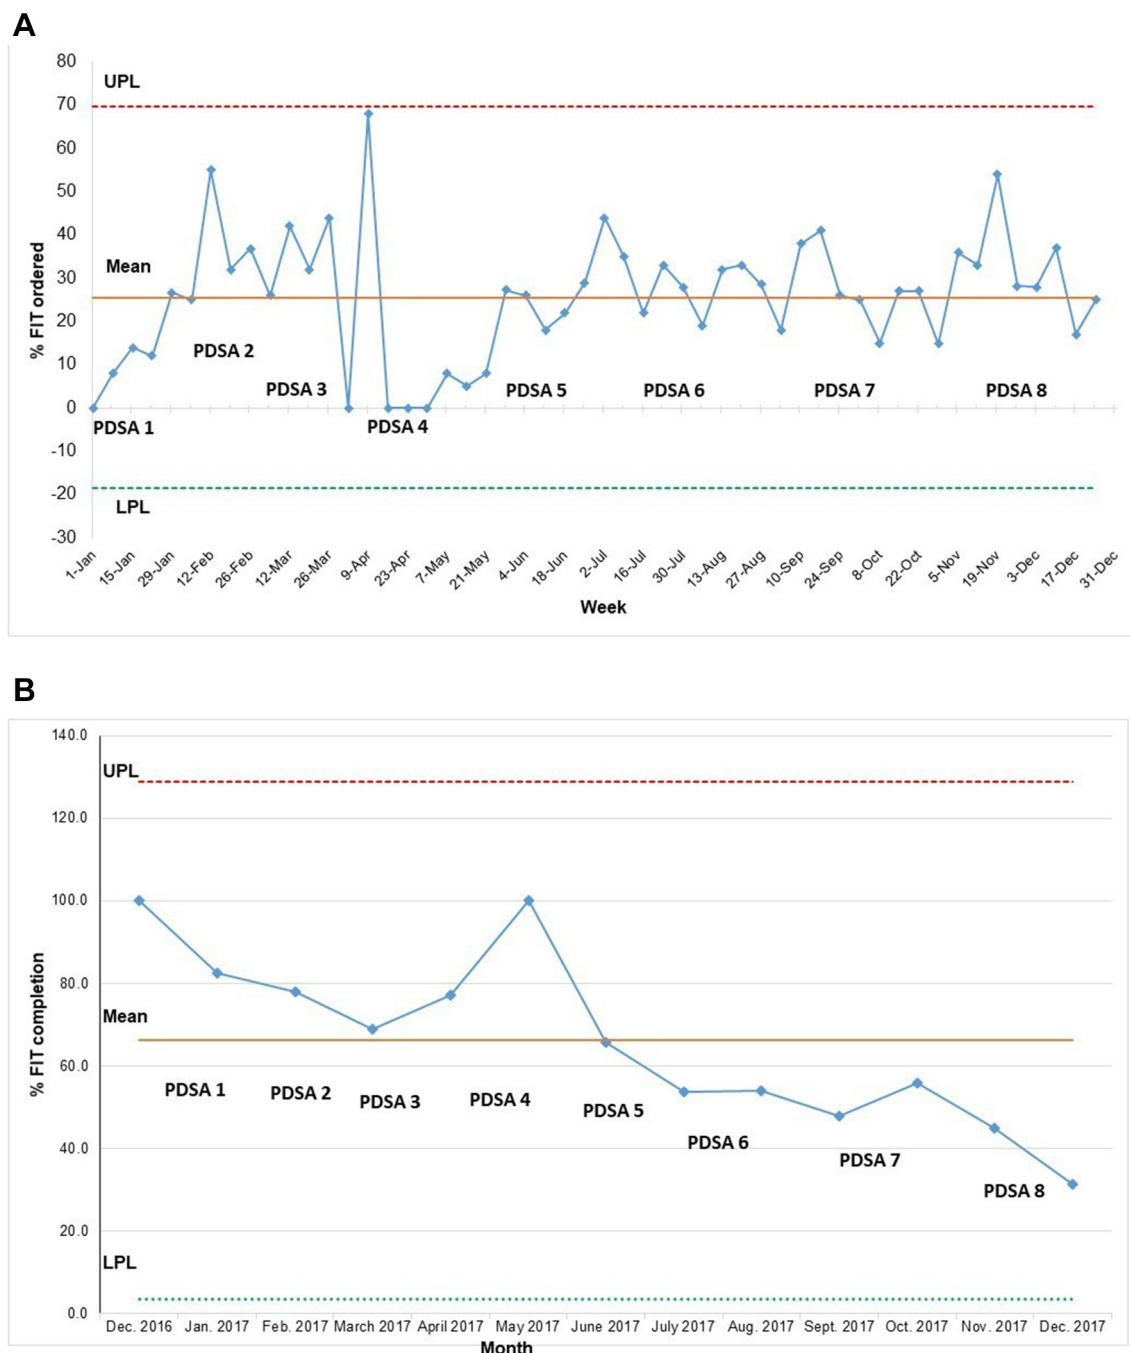 A
80
UPL
70
60
50
40
30
Mean
20
10
0
-10
-20
-30
% FIT ordered
PDSA 1
PDSA 2
PDSA 3
PDSA 4
PDSA 5
PDSA 6
PDSA 7
PDSA 8
LPL
1-Jan
15-Jan
29-Jan
12-Feb
26-Feb
12-Mar
26-Mar
9-Apr
23-Apr
7-May
21-May
4-Jun
18-Jun
2-Jul
16-Jul
30-Jul
13-Aug
27-Aug
10-Sep
24-Sep
8-Oct
22-Oct
5-Nov
19-Nov
3-Dec
17-Dec
31-Dec
Week
B
140.0
UPL
120.0
100.0
80.0
Mean
60.0
40.0
20.0
LPL
0.0
% FIT completion
PDSA 1
PDSA 2
PDSA 3
PDSA 4
PDSA 5
PDSA 6
PDSA 7
PDSA 8
Dec. 2016
Jan. 2017
Feb. 2017
March 2017
April 2017
May 2017
June 2017
July 2017
Aug. 2017
Sept. 2017
Oct. 2017
Nov. 2017
Dec. 2017
Month